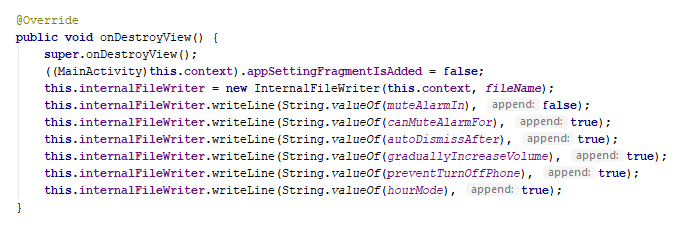 @Override
public void onDestroyView() {
super.onDestroyView();
((MainActivity)this.context).appSettingFragmentIsAdded = false;
this.internalFileWriter = new InternalFileWriter(this.context, fileName);
this.internalFileWriter.writeLine(String.valueOf(muteAlarmIn), append: false);
this.internalFileWriter.writeLine(String.valueOf(canMuteAlarmFor), append: true);
this.internalFileWriter.writeLine(String.valueOf(autoDismissAfter), append: true);
this.internalFileWriter.writeLine(String.valueOf(graduallyIncreaseVolume), append: true);
this.internalFileWriter.writeLine(String.valueOf(preventTurnOffPhone), append: true);
this.internalFileWriter.writeLine(String.valueOf(hourMode), append: true);
}